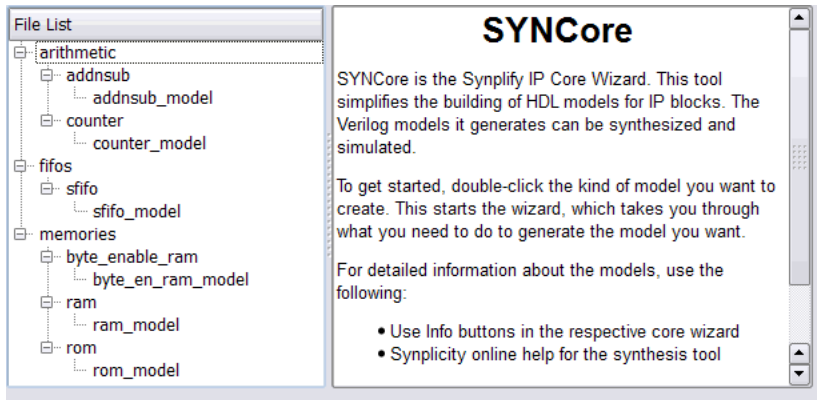 File List
arithmetic
addnsub
addnsub_model
counter
counter_model
fifos
sfifo
sfifo_model
memories
byte_enable_ram
byte_en_ram_model
ram
ram_model
rom
rom_model
SYNCore
SYNCore is the Synplify IP Core Wizard. This tool
simplifies the building of HDL models for IP blocks. The
Verilog models it generates can be synthesized and
simulated.
To get started, double-click the kind of model you want to
create. This starts the wizard, which takes you through
what you need to do to generate the model you want.
For detailed information about the models, use the
following:
• Use Info buttons in the respective core wizard
• Synplicity online help for the synthesis tool